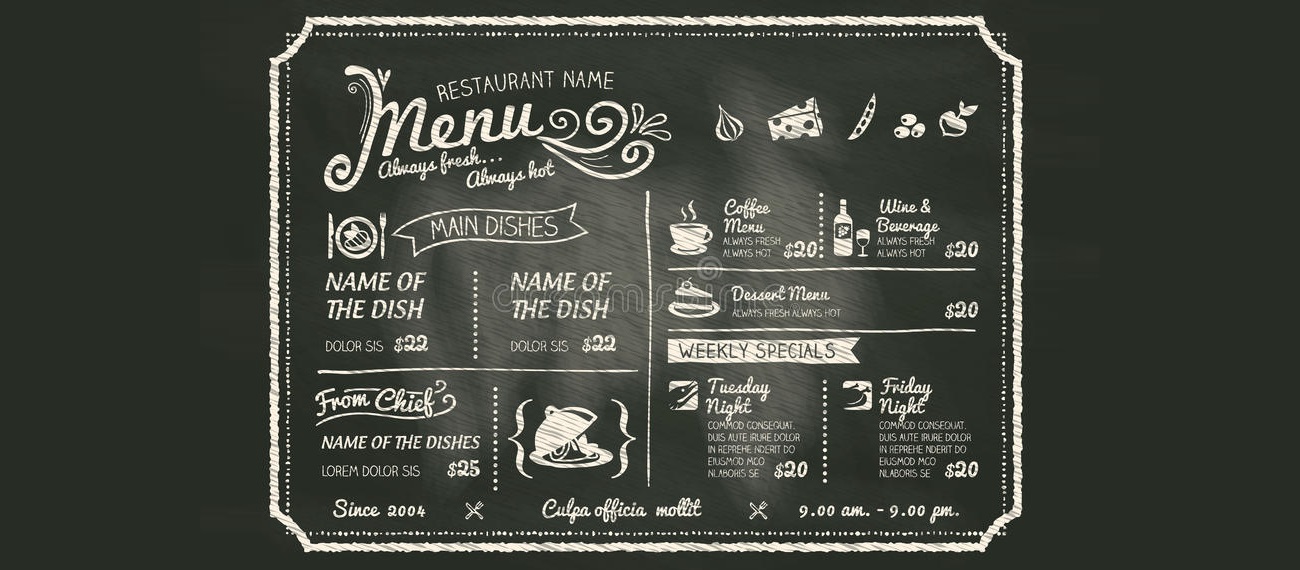 RESTAURANT NAME
Menu
Always fresh...
Always hot
MAIN DISHES
NAME OF
THE DISH
DOLOR SIS $22
NAME OF
THE DISH
DOLOR SIS $22
From Chief
NAME OF THE DISHES
LOREM DOLOR SIS $25
Coffee
Menu
ALWAYS FRESH
ALWAYS HOT $20
Wine &
Beverage
ALWAYS FRESH
ALWAYS HOT $20
Dessert Menu
ALWAYS FRESH ALWAYS HOT $20
WEEKLY SPECIALS
Tuesday
Night
COMMOD CONSEQUAT.
DUIS AUTE IRURE DOLOR
IN REPREHE NDERIT DO
EIUSMOD MCO
NLABORIS SE $20
Friday
Night
COMMOD CONSEQUAT.
DUIS AUTE IRURE DOLOR
IN REPREHE NDERIT DO
EIUSMOD MCO
NLABORIS SE $20
Since 2004 Culpa officia mollit 9.00 am. - 9.00 pm.
dreamstime.com